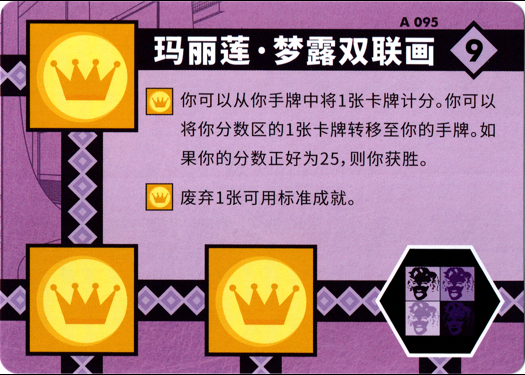 A 095
玛丽莲·梦露双联画
9
你可以从你手牌中将1张卡牌计分。你可以
将你分数区的1张卡牌转移至你的手牌。如
果你的分数正好为25，则你获胜。
废弃1张可用标准成就。